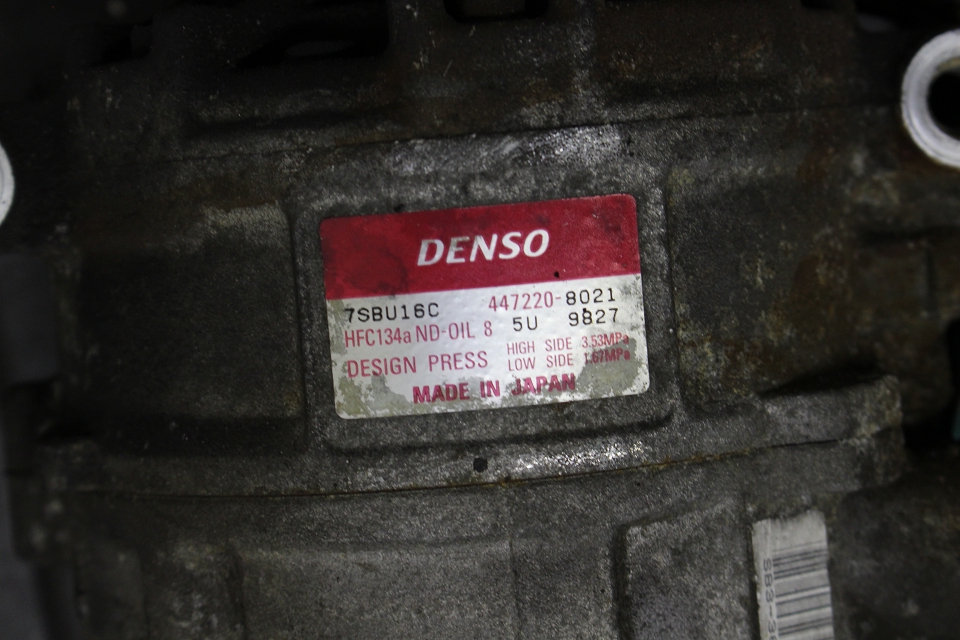 DENSO
7SBU16C 447220-8021
HFC134a ND-OIL 8 5U 9827
DESIGN PRESS HIGH SIDE 3.53MPa
LOW SIDE 1.67MPa
MADE IN JAPAN